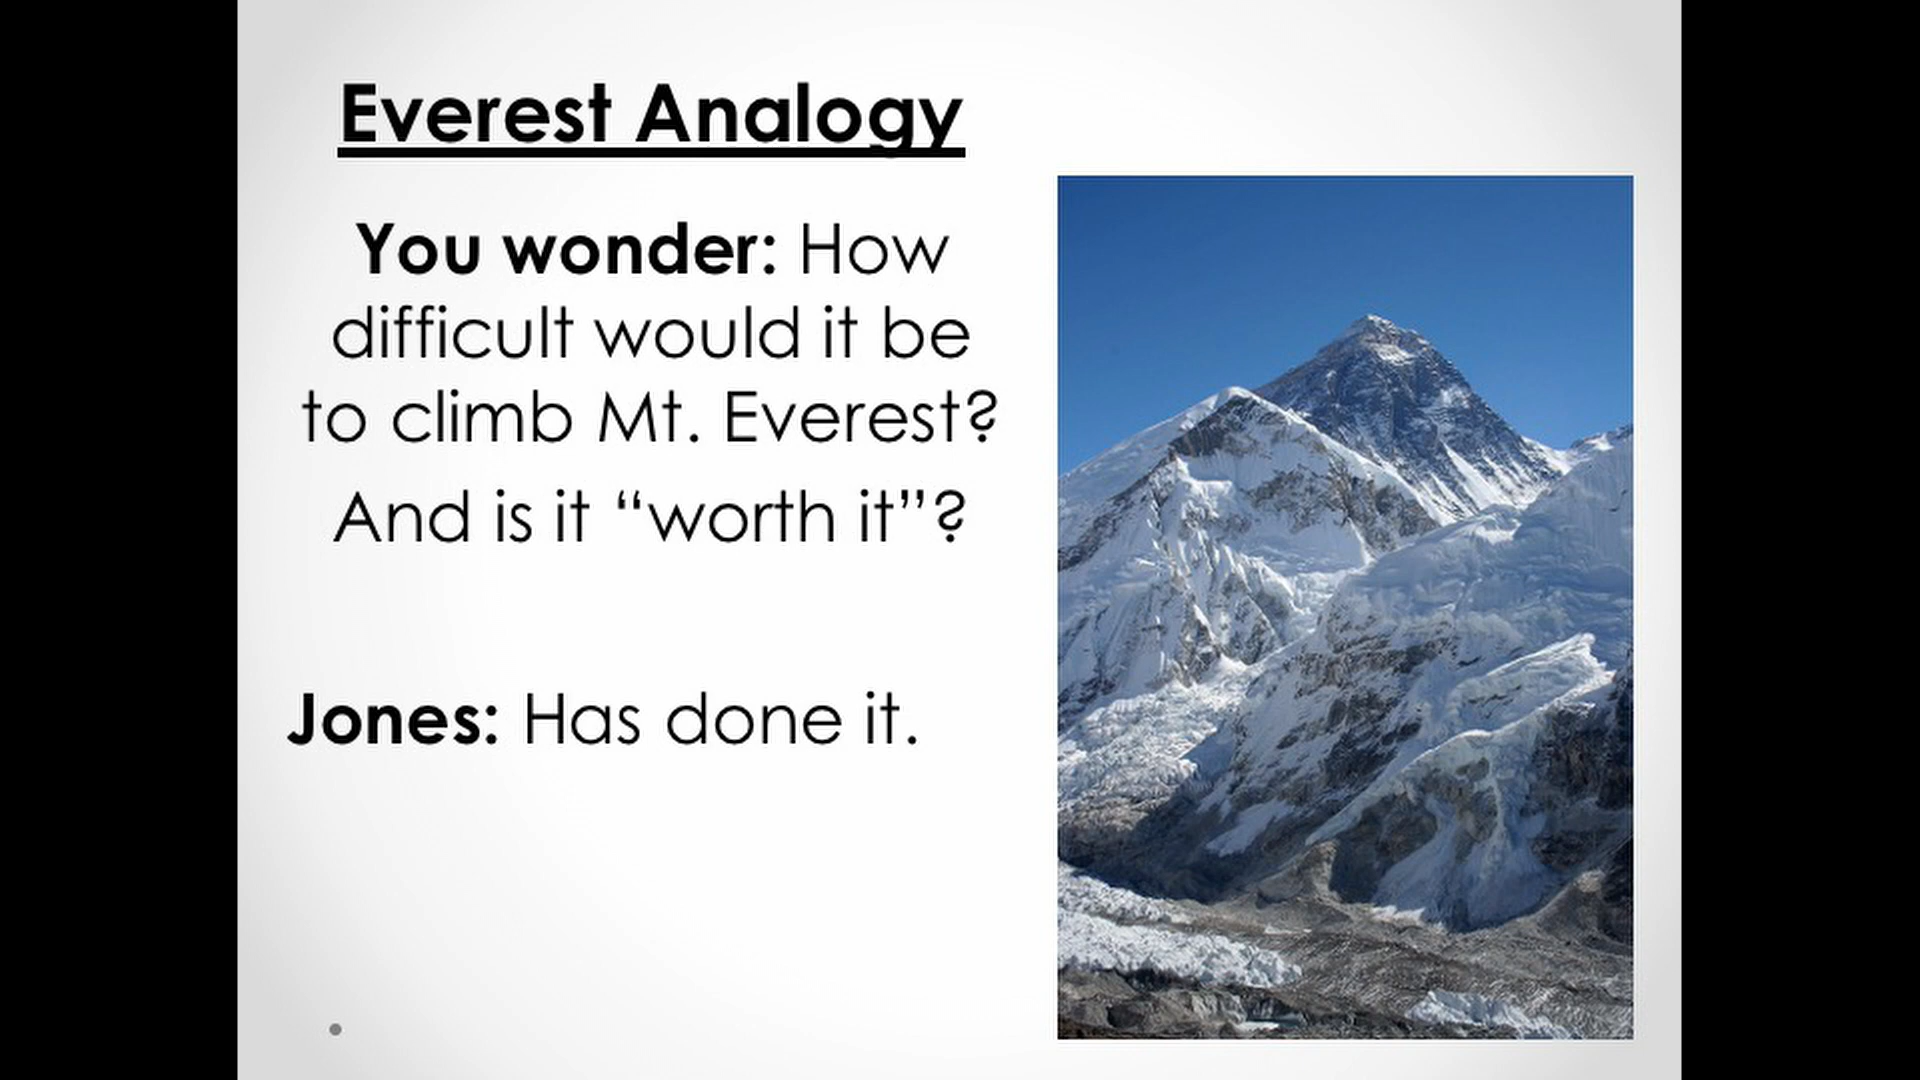 Everest Analogy
You wonder: How
difficult would it be
to climb Mt. Everest?
And is it “worth it”?
Jones: Has done it.